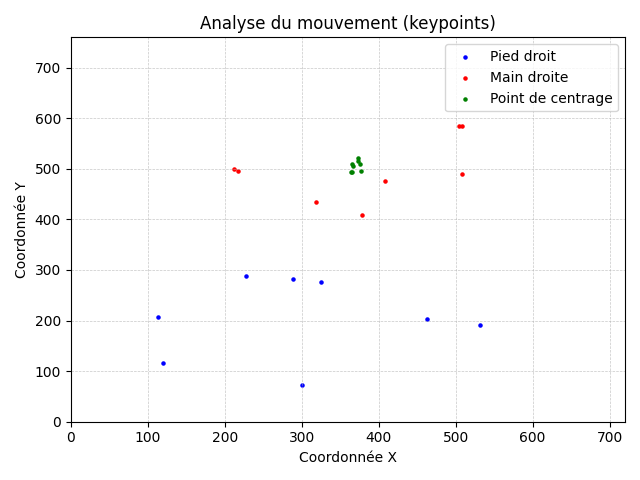 Analyse du mouvement (keypoints)
Pied droit
Main droite
Point de centrage
Coordonnée Y
700
600
500
400
300
200
100
0
0 100 200 300 400 500 600 700
Coordonnée X